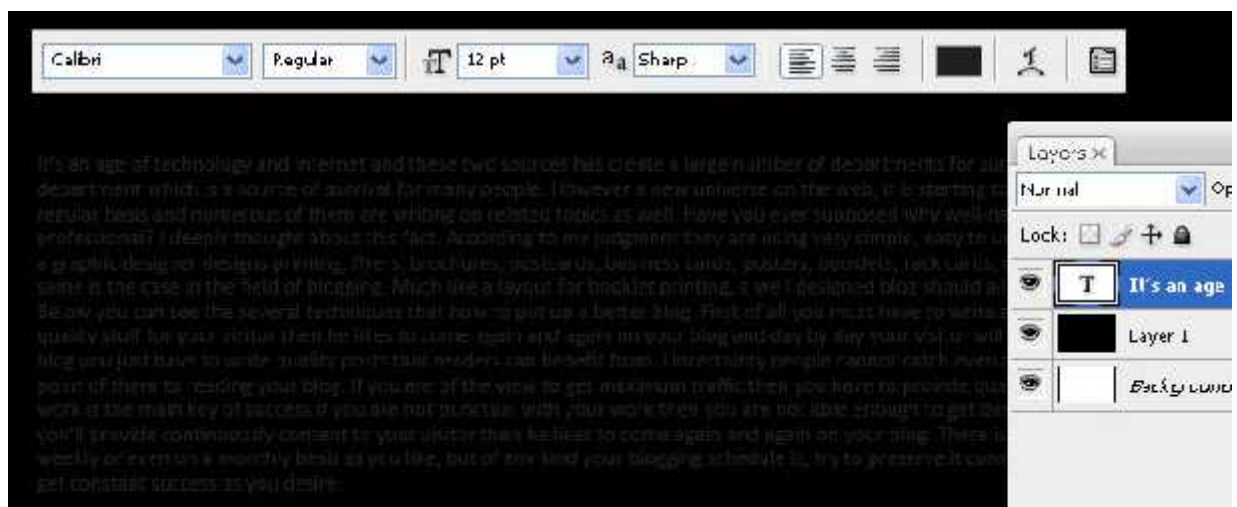 Calibri Regular 12 pt Sharp
It's an age of technology and internet and these two sources has create a large number of departments for
department which is a source of survival for many people. However a new universe on the web, it is starting
regular basis and numerous of them are writing on related topics as well. Have you ever supposed why
professional? I deeply thought about this fact. According to my judgment they are using very simple, easy to
a graphic designer designs printing, brochures, postcards, business cards, posters, booklets, rack cards,
same is the case in the field of blogging. Much like a layout for booklet printing, a well designed blog should
Below you can see the several techniques that how to put up a better blog. First of all you must have to write
quality stuff for your visitor then he likes to come again and again on your blog and day by day your visitor will
blog you just have to write quality posts that readers can benefit from. people cannot catch even
point of them to reading your blog. If you are of the view to get maximum traffic then you have to provide
work is the main key of success if you are not punctual with your work then you are not able enough to get
you'll provide continuously content to your visitor then he likes to come again and again on your blog. There is
weekly or even on a monthly basis as you like, but of any kind your blogging schedule is, try to preserve it
get constant success as you desire.
Layers
Normal
Lock:
T It's an age
Layer 1
Background